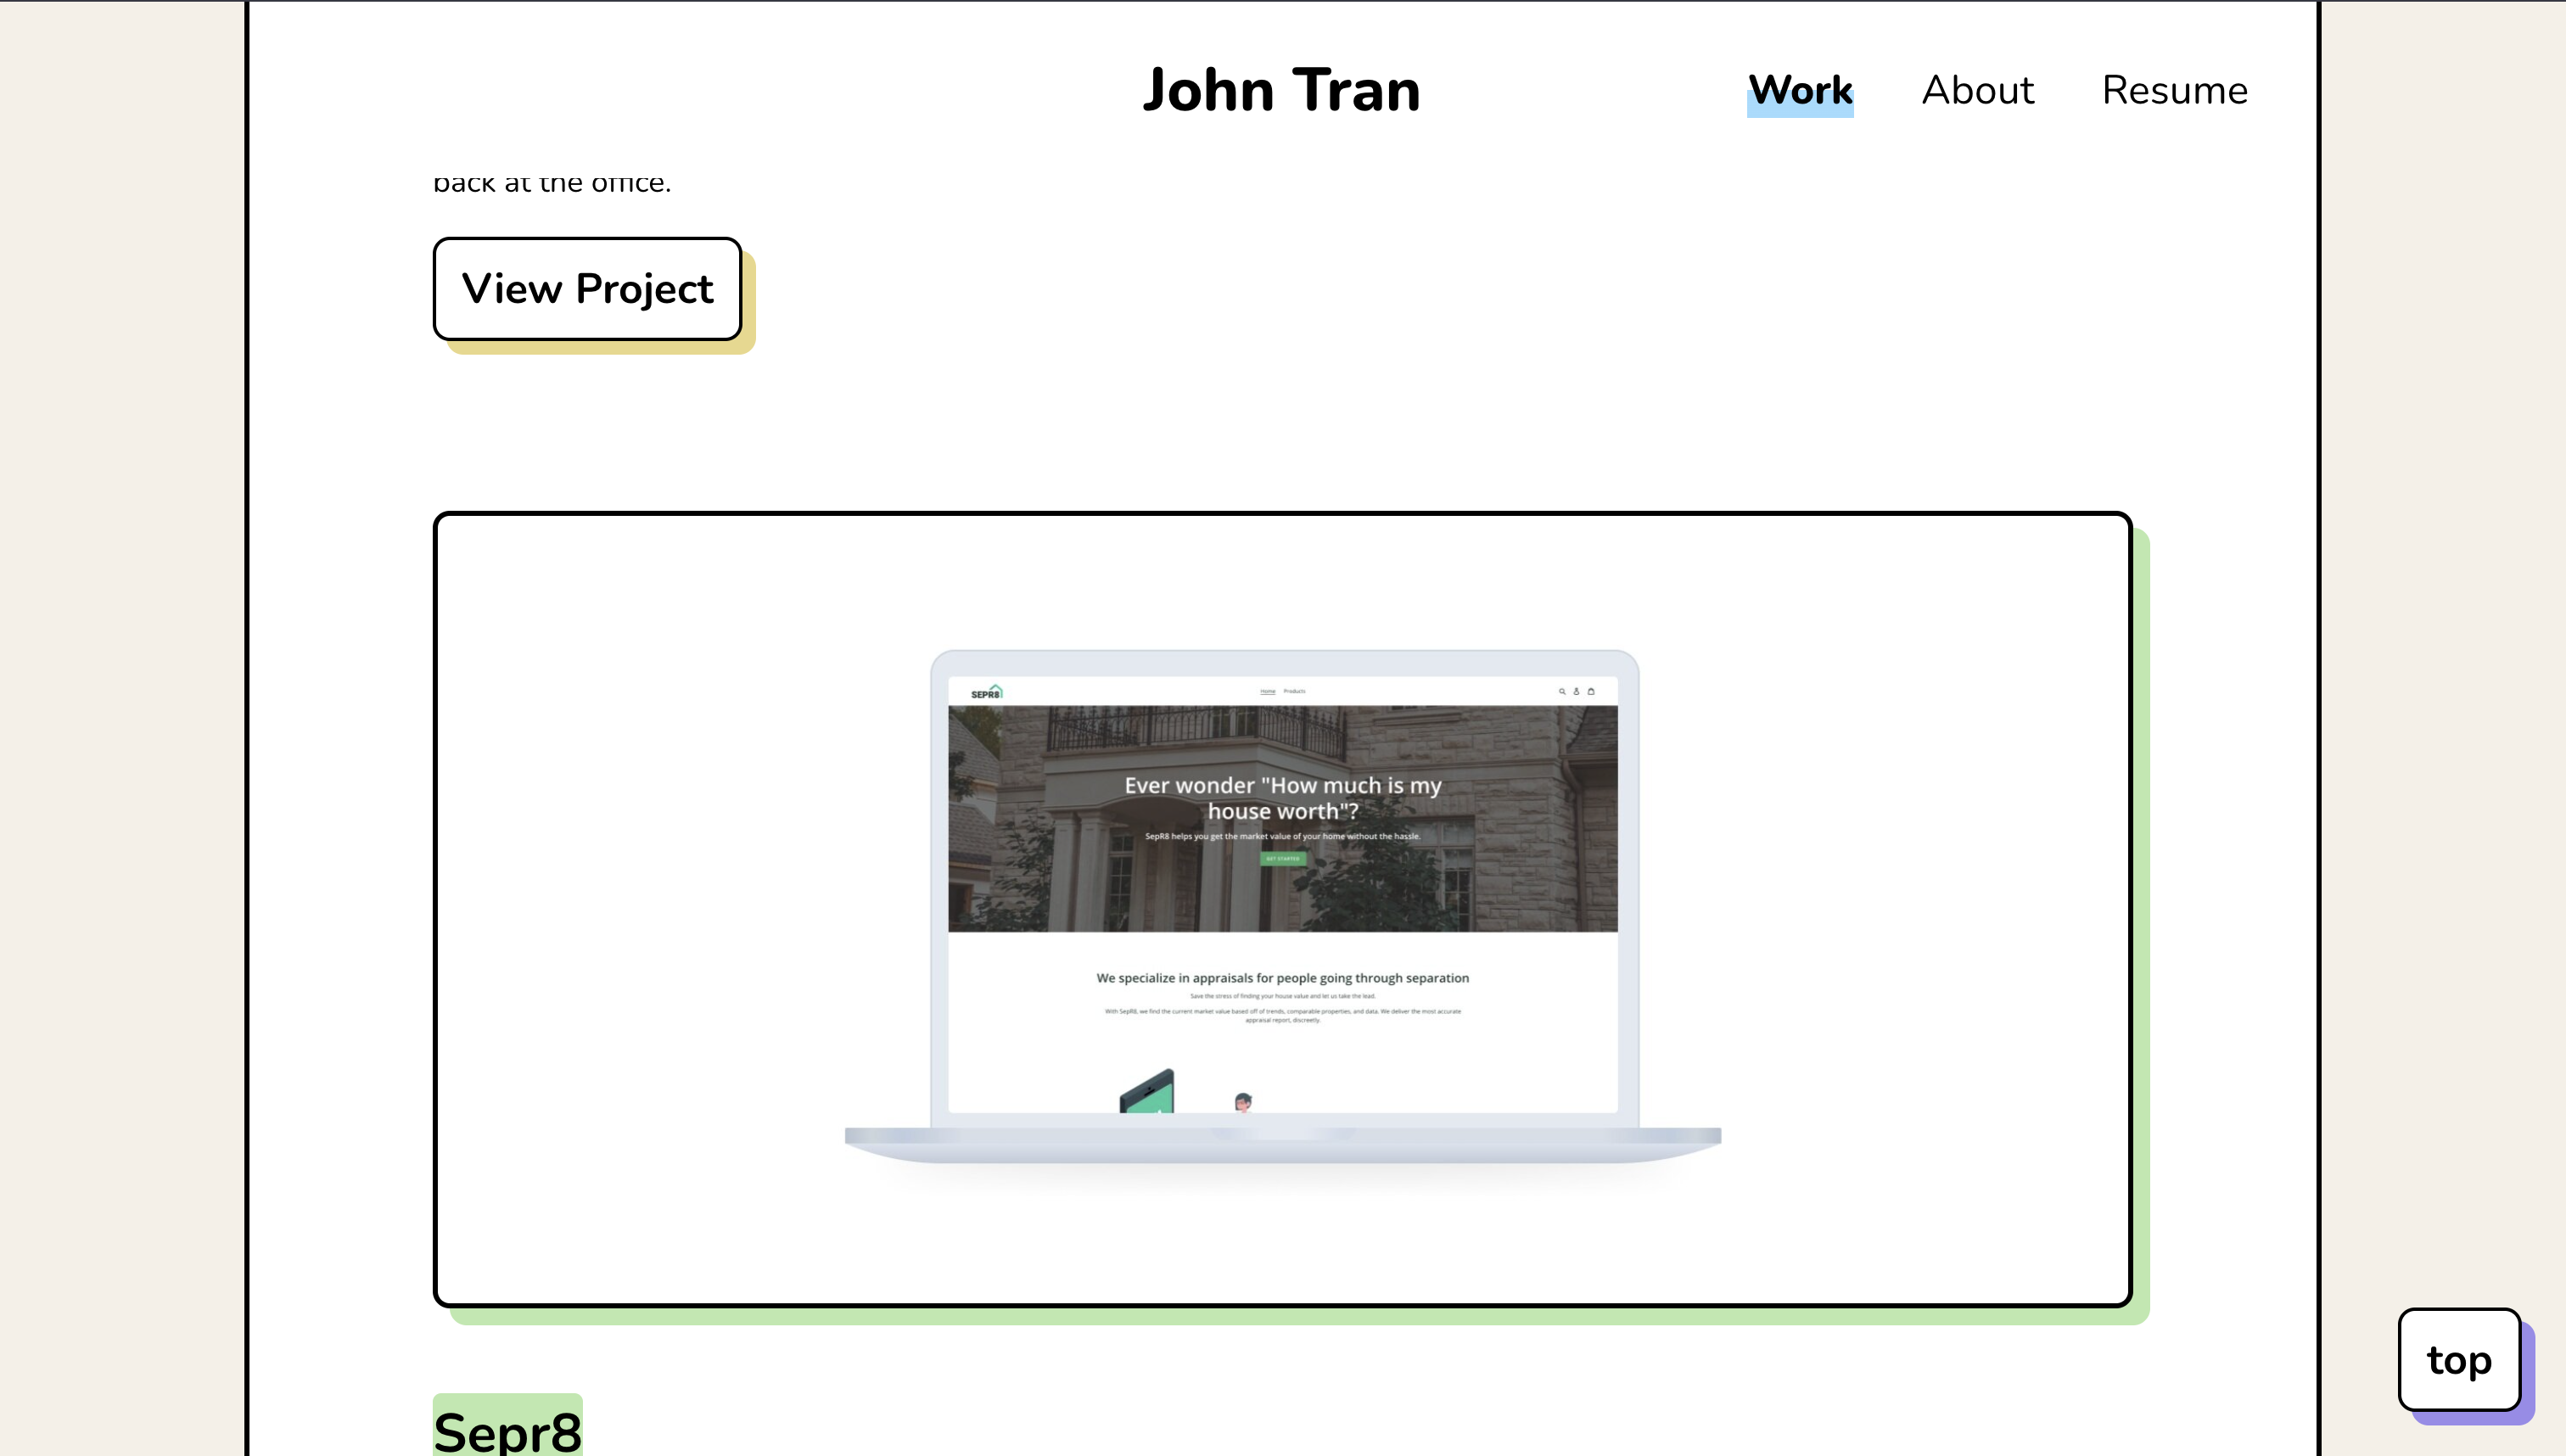 John Tran
Work About Resume
back at the office.
View Project
SEPR8
Home Products
Ever wonder "How much is my
house worth"?
SepR8 helps you get the market value of your home without the hassle.
GET STARTED
We specialize in appraisals for people going through separation
Save the stress of finding your house value and let us take the lead.
With SepR8, we find the current market value based off of trends, comparable properties, and data. We deliver the most accurate
appraisal report, discreetly.
top
Sepr8